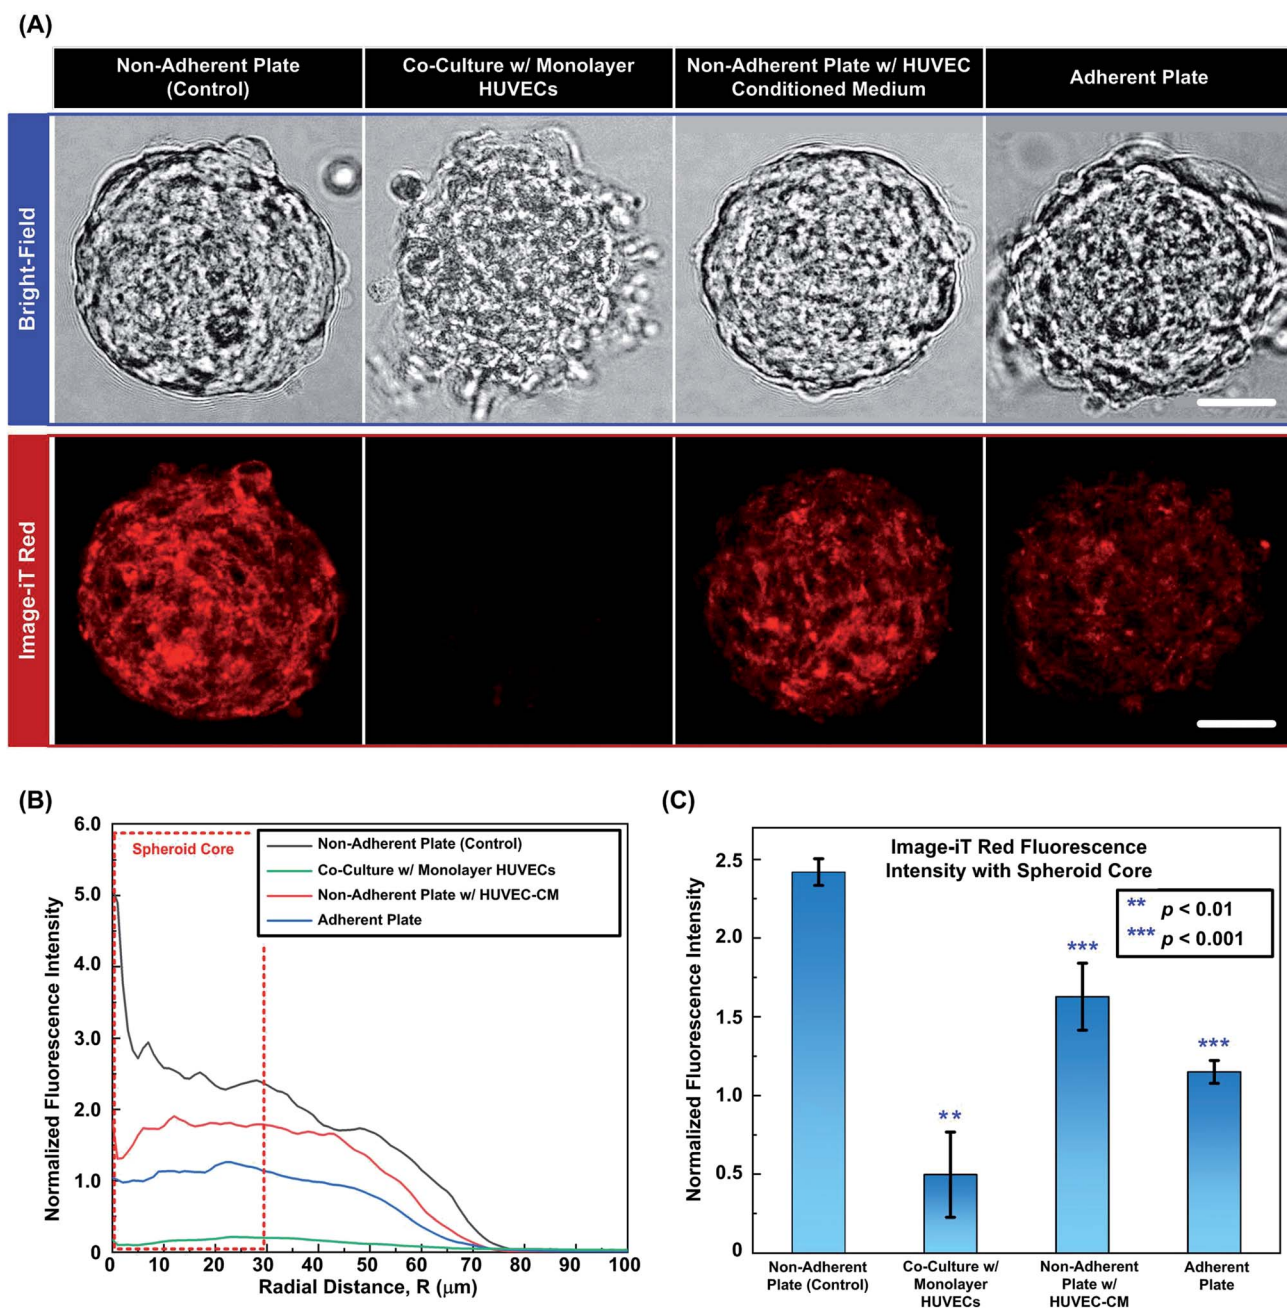 (A)
Non-Adherent Plate
(Control)
Co-Culture w/ Monolayer
HUVECs
Non-Adherent Plate w/ HUVEC
Conditioned Medium
Adherent Plate
Bright-Field
Image-iT Red
(B)
Normalized Fluorescence Intensity
6.0
5.0
4.0
3.0
2.0
1.0
0
Spheroid Core
Non-Adherent Plate (Control)
Co-Culture w/ Monolayer HUVECs
Non-Adherent Plate w/ HUVEC-CM
Adherent Plate
0 10 20 30 40 50 60 70 80 90 100
Radial Distance, R (μm)
(C)
Normalized Fluorescence Intensity
2.5
2.0
1.5
1.0
0.5
0
Image-iT Red Fluorescence
Intensity with Spheroid Core
** p < 0.01
*** p < 0.001
**
***
***
Non-Adherent
Plate (Control)
Co-Culture w/
Monolayer
HUVECs
Non-Adherent
Plate w/
HUVEC-CM
Adherent
Plate